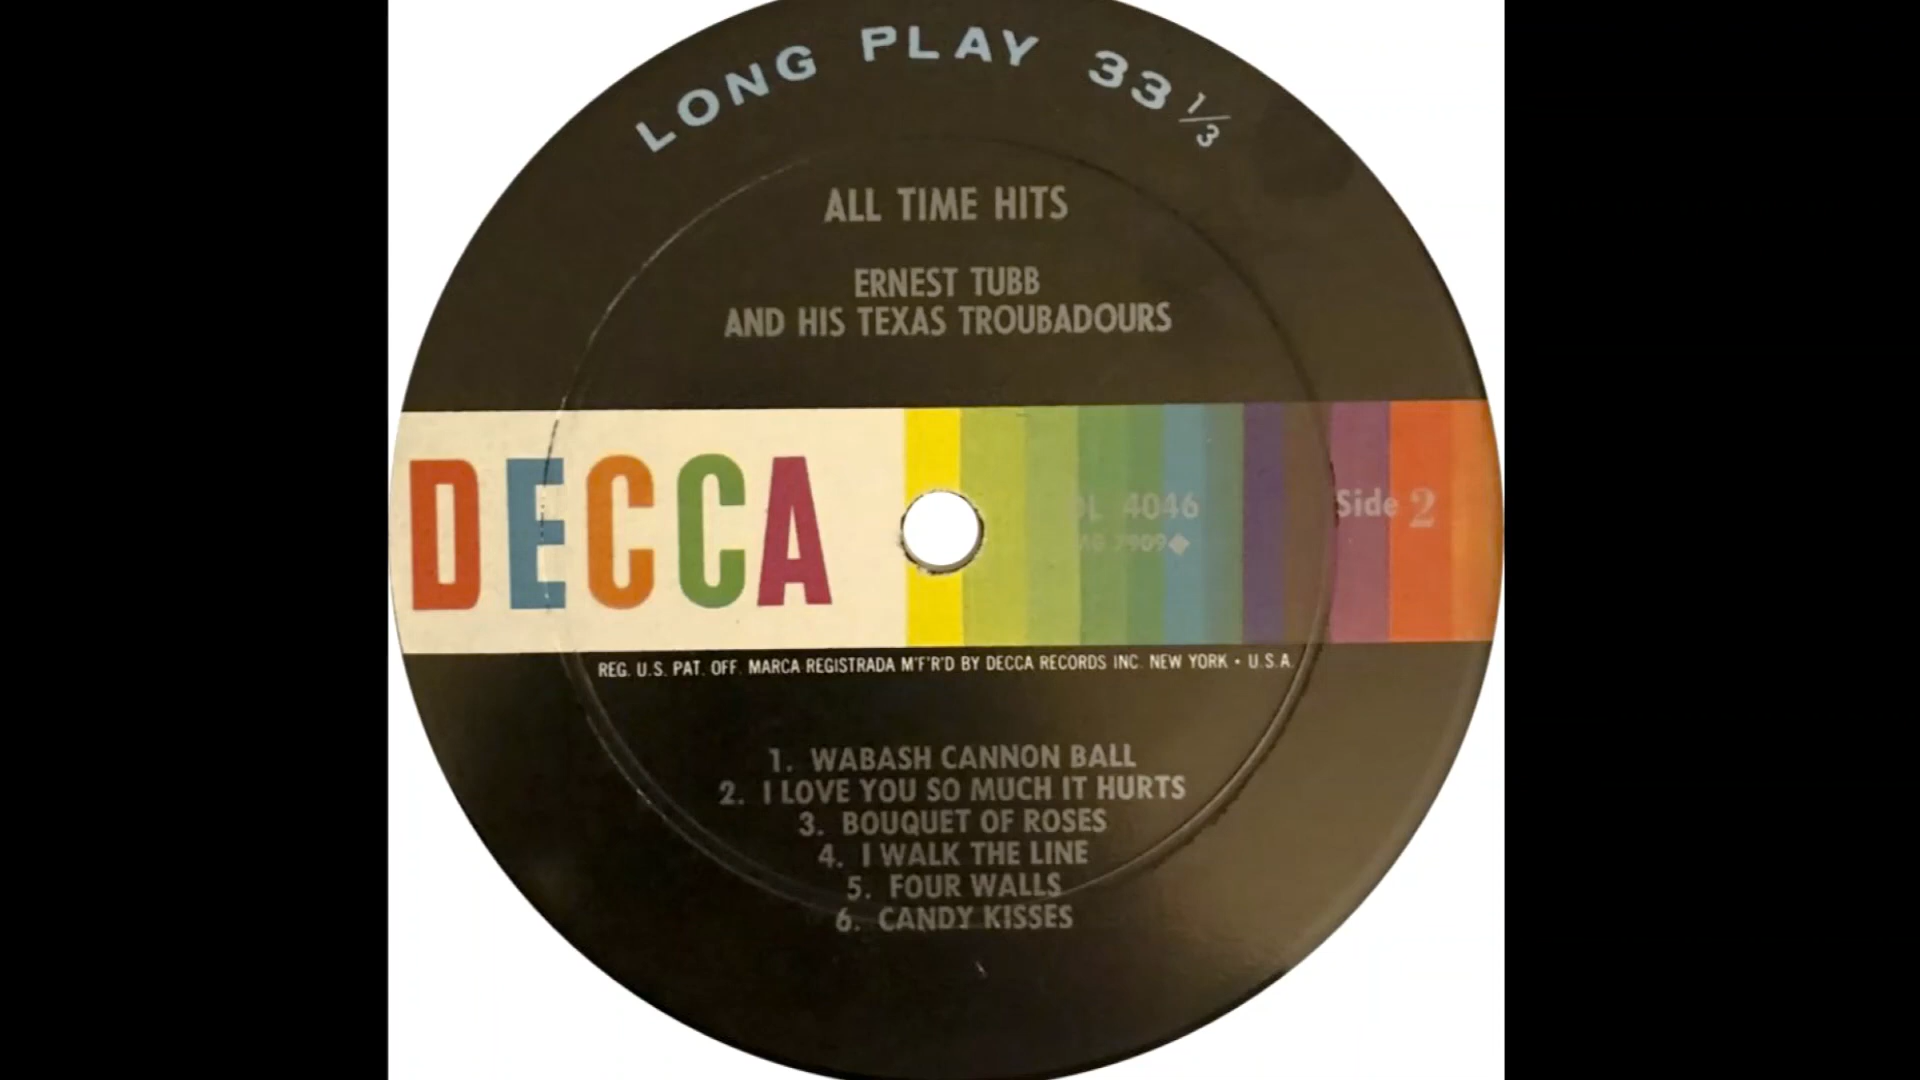 LONG PLAY 33 1/3
ALL TIME HITS
ERNEST TUBB
AND HIS TEXAS TROUBADOURS
DECCA
DL 4046
7909◆
Side 2
REG. U.S. PAT. OFF. MARCA REGISTRADA M'F'R'D BY DECCA RECORDS INC. NEW YORK • U.S.A.
1. WABASH CANNON BALL
2. I LOVE YOU SO MUCH IT HURTS
3. BOUQUET OF ROSES
4. I WALK THE LINE
5. FOUR WALLS
6. CANDY KISSES